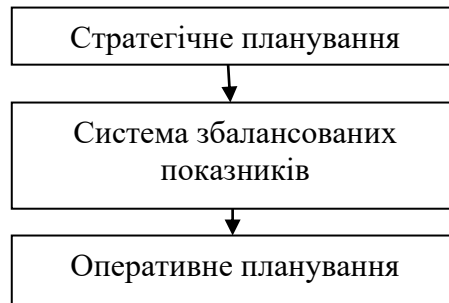 Стратегічне планування
Система збалансованих
показників
Оперативне планування